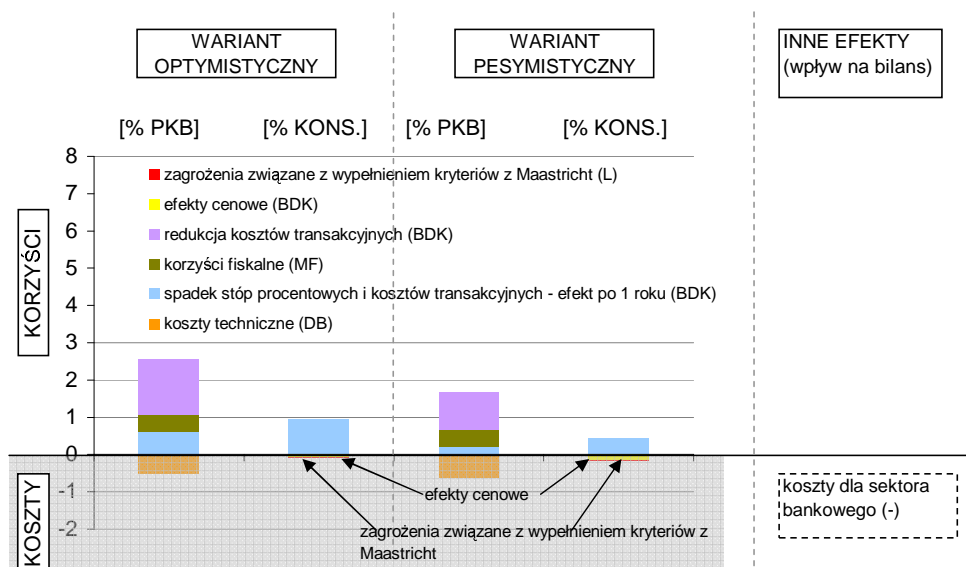 WARIANT
OPTYMISTYCZNY
WARIANT
PESYMISTYCZNY
INNE EFEKTY
(wpływ na bilans)
[% PKB]
[% KONS.]
[% PKB]
[% KONS.]
8
7
6
5
4
3
2
1
0
-1
-2
KORZYŚCI
KOSZTY
zagrożenia związane z wypełnieniem kryteriów z Maastricht (L)
efekty cenowe (BDK)
redukcja kosztów transakcyjnych (BDK)
korzyści fiskalne (MF)
spadek stóp procentowych i kosztów transakcyjnych - efekt po 1 roku (BDK)
koszty techniczne (DB)
efekty cenowe
zagrożenia związane z wypełnieniem kryteriów z
Maastricht
koszty dla sektora
bankowego (-)